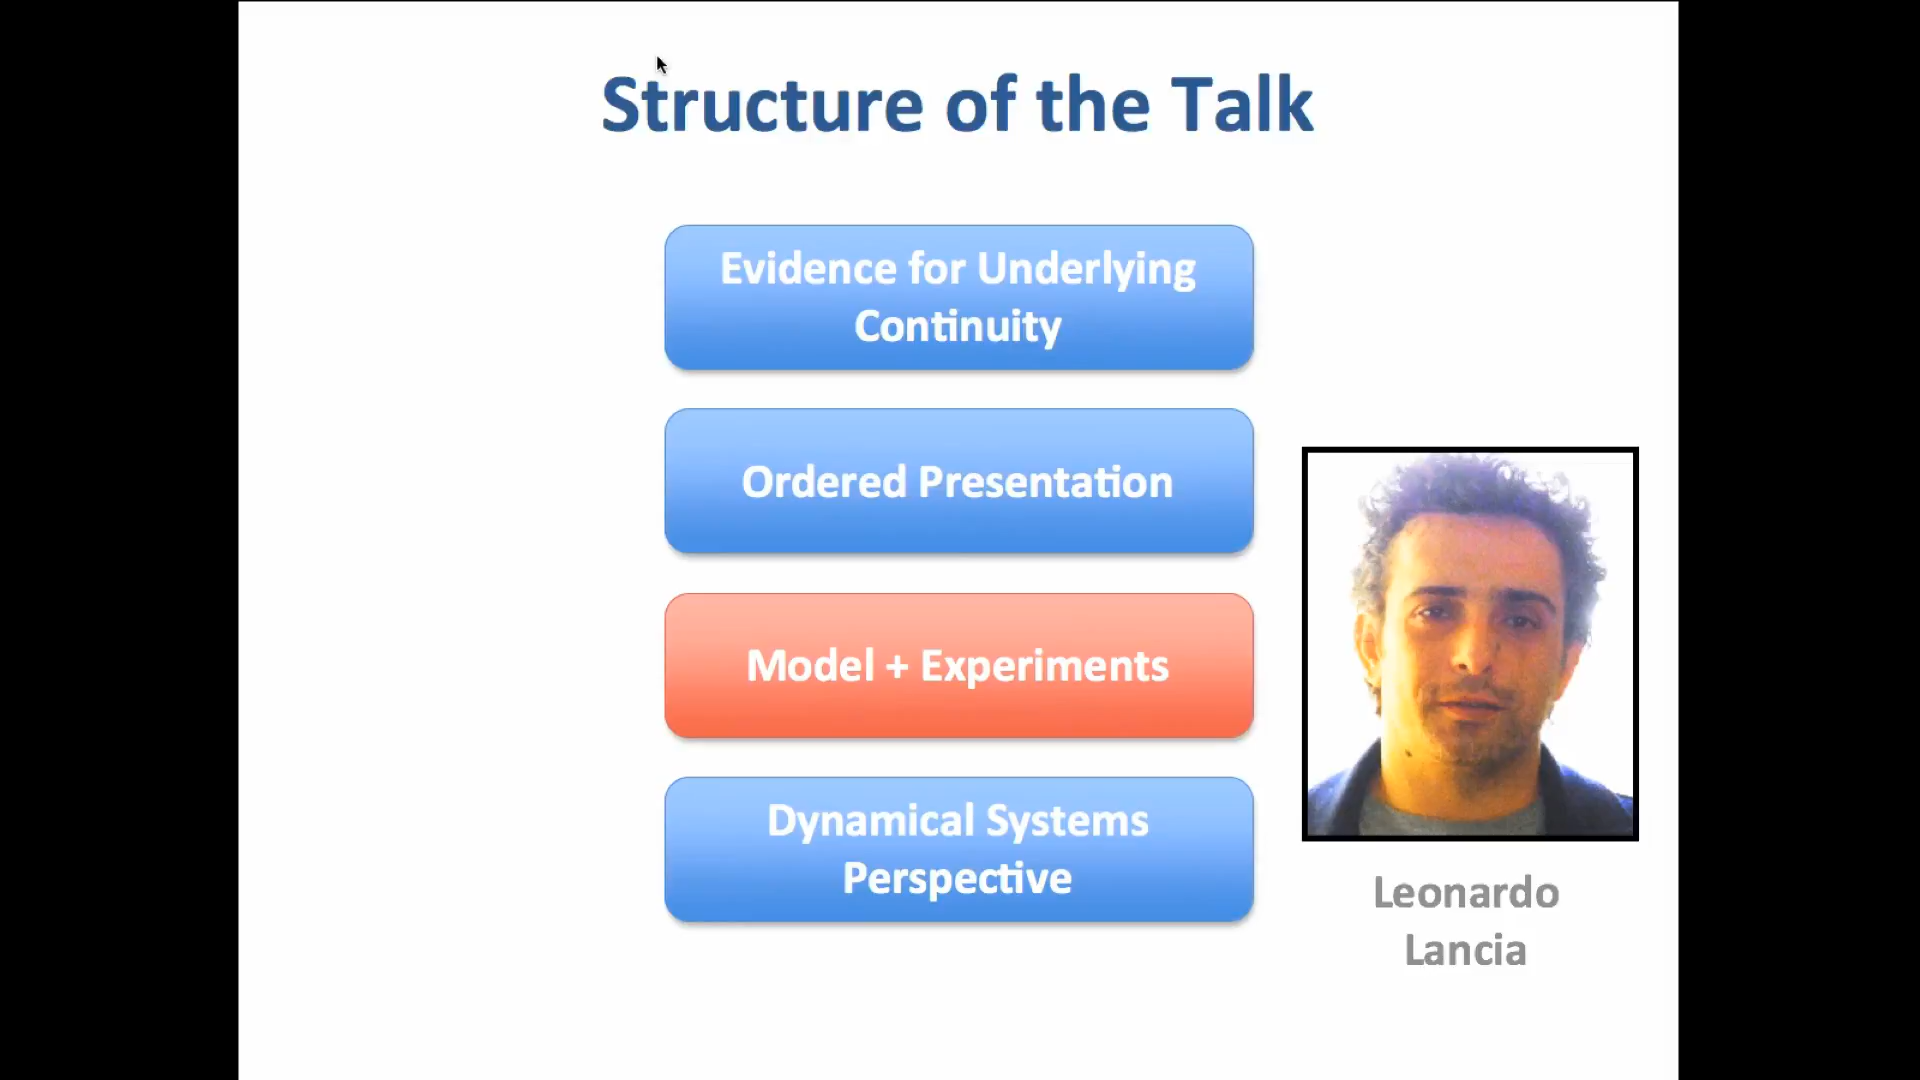 Structure of the Talk
Evidence for Underlying
Continuity
Ordered Presentation
Model + Experiments
Dynamical Systems
Perspective
Leonardo
Lancia